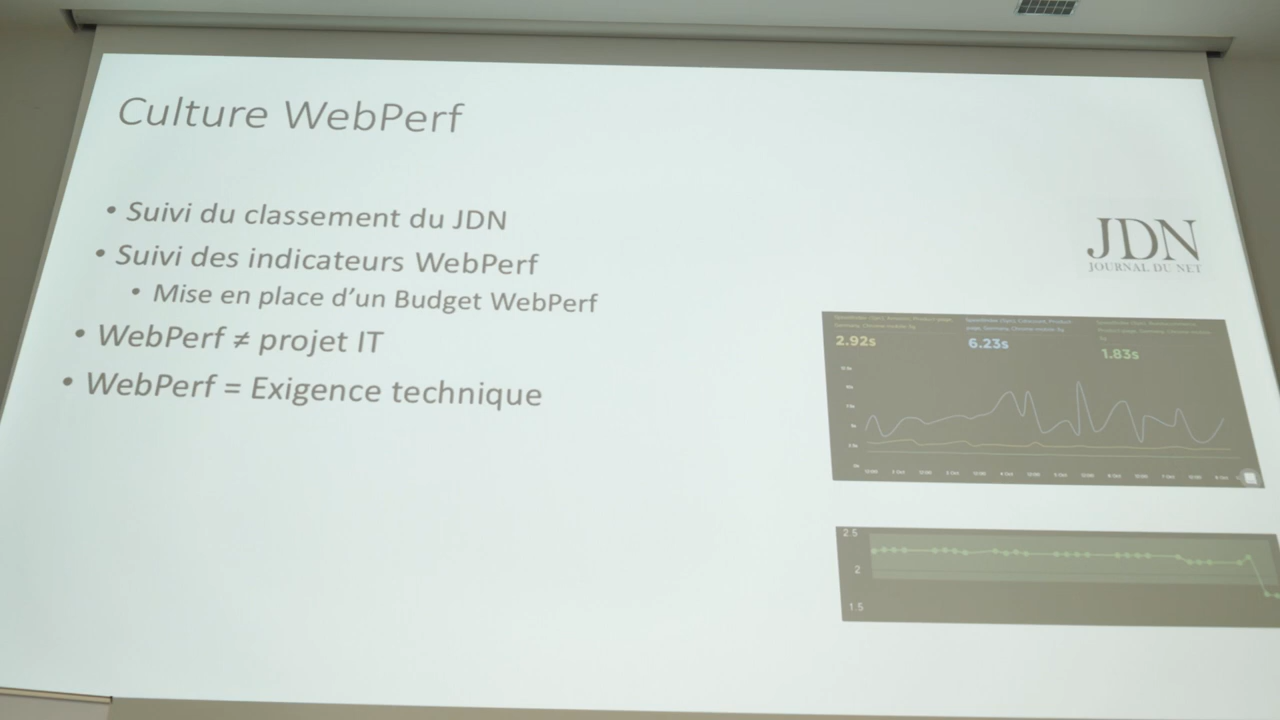 Culture WebPerf
• Suivi du classement du JDN
• Suivi des indicateurs WebPerf
• Mise en place d'un Budget WebPerf
• WebPerf ≠ projet IT
• WebPerf = Exigence technique
JDN
JOURNAL DU NET
2.92s
6.23s
1.83s
2.5
2
1.5